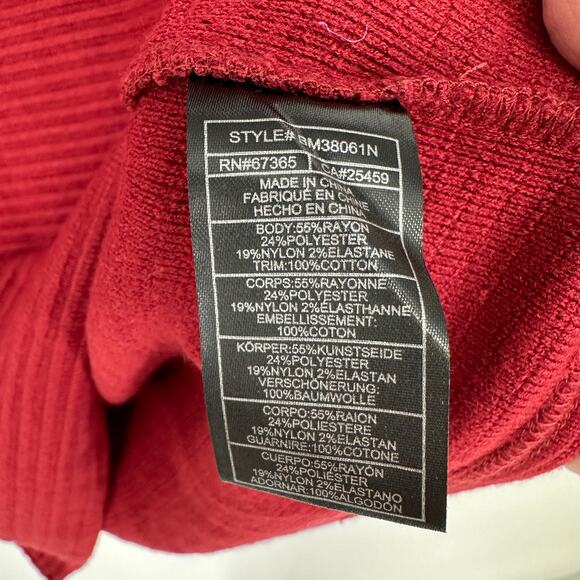 STYLE# BM38061N
RN#67365 CA#25459
MADE IN CHINA
FABRIQUÉ EN CHINE
HECHO EN CHINA
BODY:55%RAYON
24%POLYESTER
19%NYLON 2%ELASTANE
TRIM:100%COTTON
CORPS:55%RAYONNE
24%POLYESTER
19%NYLON 2%ELASTHANNE
EMBELLISSEMENT:
100%COTON
KÖRPER:55%KUNSTSEIDE
24%POLYESTER
19%NYLON 2%ELASTAN
VERSCHÖNERUNG:
100%BAUMWOLLE
CORPO:55%RAION
24%POLIESTERE
19%NYLON 2%ELASTAN
GUARNIRE:100%COTONE
CUERPO:55%RAYON
24%POLIÉSTER
19%NYLON 2%ELASTANO
ADORNAR:100%ALGODÓN